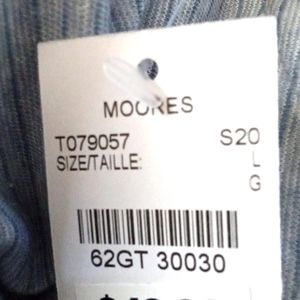 MOORES
T079057 S20
SIZE/TAILLE: L
G
62GT 30030